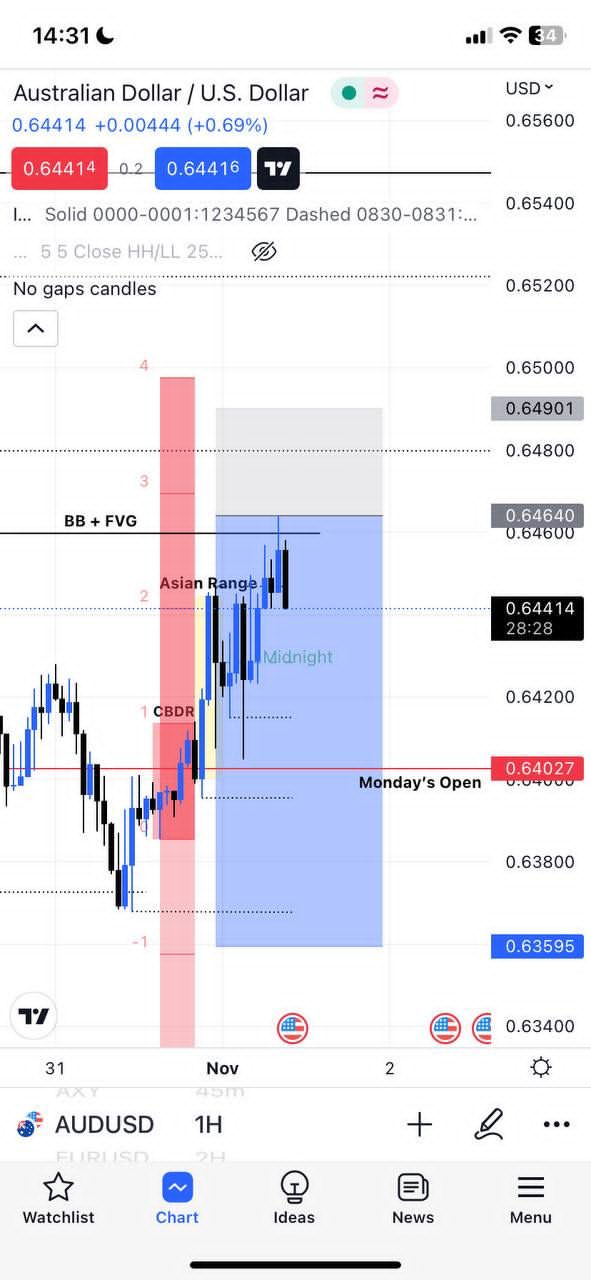 14:31
34
Australian Dollar / U.S. Dollar
USD
0.64414 +0.00444 (+0.69%)
0.65600
0.64414 0.2 0.64416
0.65400
I... Solid 0000-0001:1234567 Dashed 0830-0831:...
... 5 5 Close HH/LL 25...
No gaps candles
0.65200
4
0.65000
0.64901
0.64800
3
BB + FVG
0.64640
0.64600
Asian Range
2
0.64414
28:28
Midnight
0.64200
1 CBDR
0.64027
Monday's Open
0.64000
0
0.63800
-1
0.63595
0.63400
31 Nov 2
AXY 45m
AUDUSD 1H
EURUSD 2H
Watchlist Chart Ideas News Menu